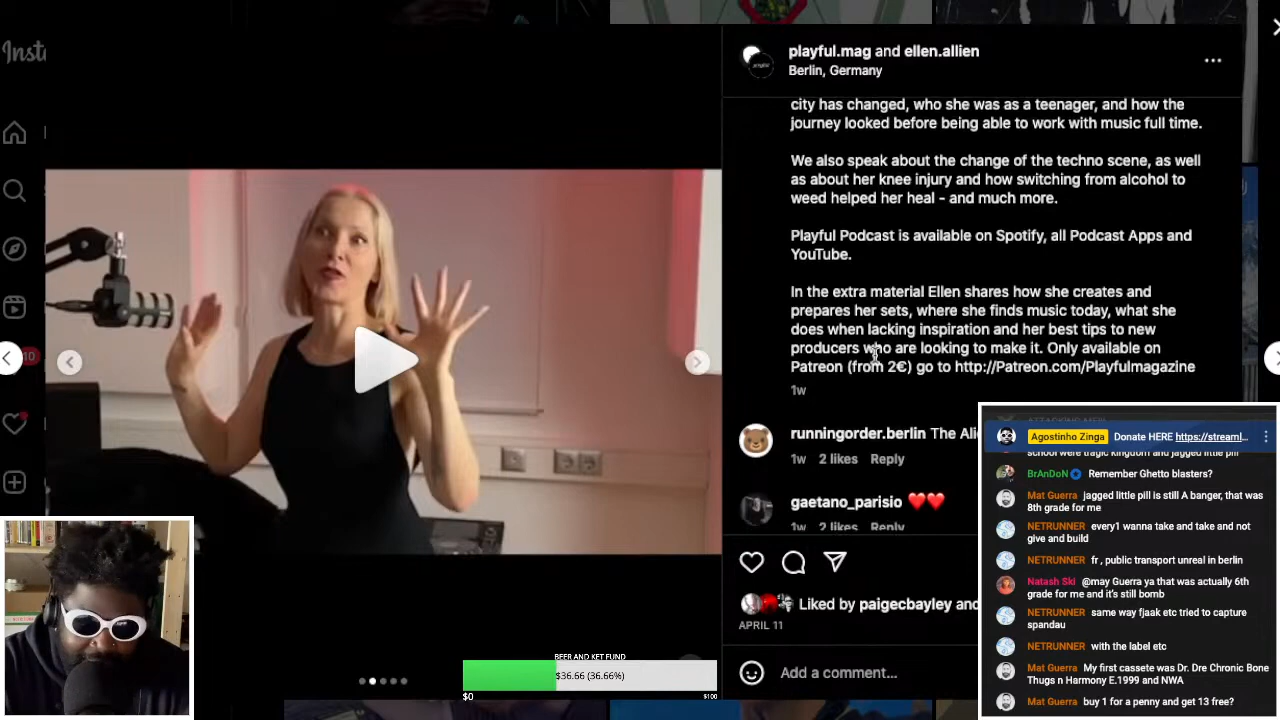 playful.mag and ellen.allien
Berlin, Germany
city has changed, who she was as a teenager, and how the
journey looked before being able to work with music full time.
We also speak about the change of the techno scene, as well
as about her knee injury and how switching from alcohol to
weed helped her heal - and much more.
Playful Podcast is available on Spotify, all Podcast Apps and
YouTube.
In the extra material Ellen shares how she creates and
prepares her sets, where she finds music today, what she
does when lacking inspiration and her best tips to new
producers who are looking to make it. Only available on
Patreon (from 2€) go to http://Patreon.com/Playfulmagazine
1w
runningorder.berlin The Ali
1w 2 likes Reply
gaetano_parisio ❤️❤️
1w 2 likes Reply
Liked by paigecbayley and
APRIL 11
Add a comment...
10
BEER AND KET FUND
$36.66 (36.66%)
$0
$100
Agostinho Zinga Donate HERE https://streaml...
school were tragic kingdom and jagged little pill
BrAnDoN Remember Ghetto blasters?
Mat Guerra jagged little pill is still A banger, that was
8th grade for me
NETRUNNER every1 wanna take and take and not
give and build
NETRUNNER fr , public transport unreal in berlin
Natash Ski @may Guerra ya that was actually 6th
grade for me and it's still bomb
NETRUNNER same way fjaak etc tried to capture
spandau
NETRUNNER with the label etc
Mat Guerra My first cassete was Dr. Dre Chronic Bone
Thugs n Harmony E.1999 and NWA
Mat Guerra buy 1 for a penny and get 13 free?